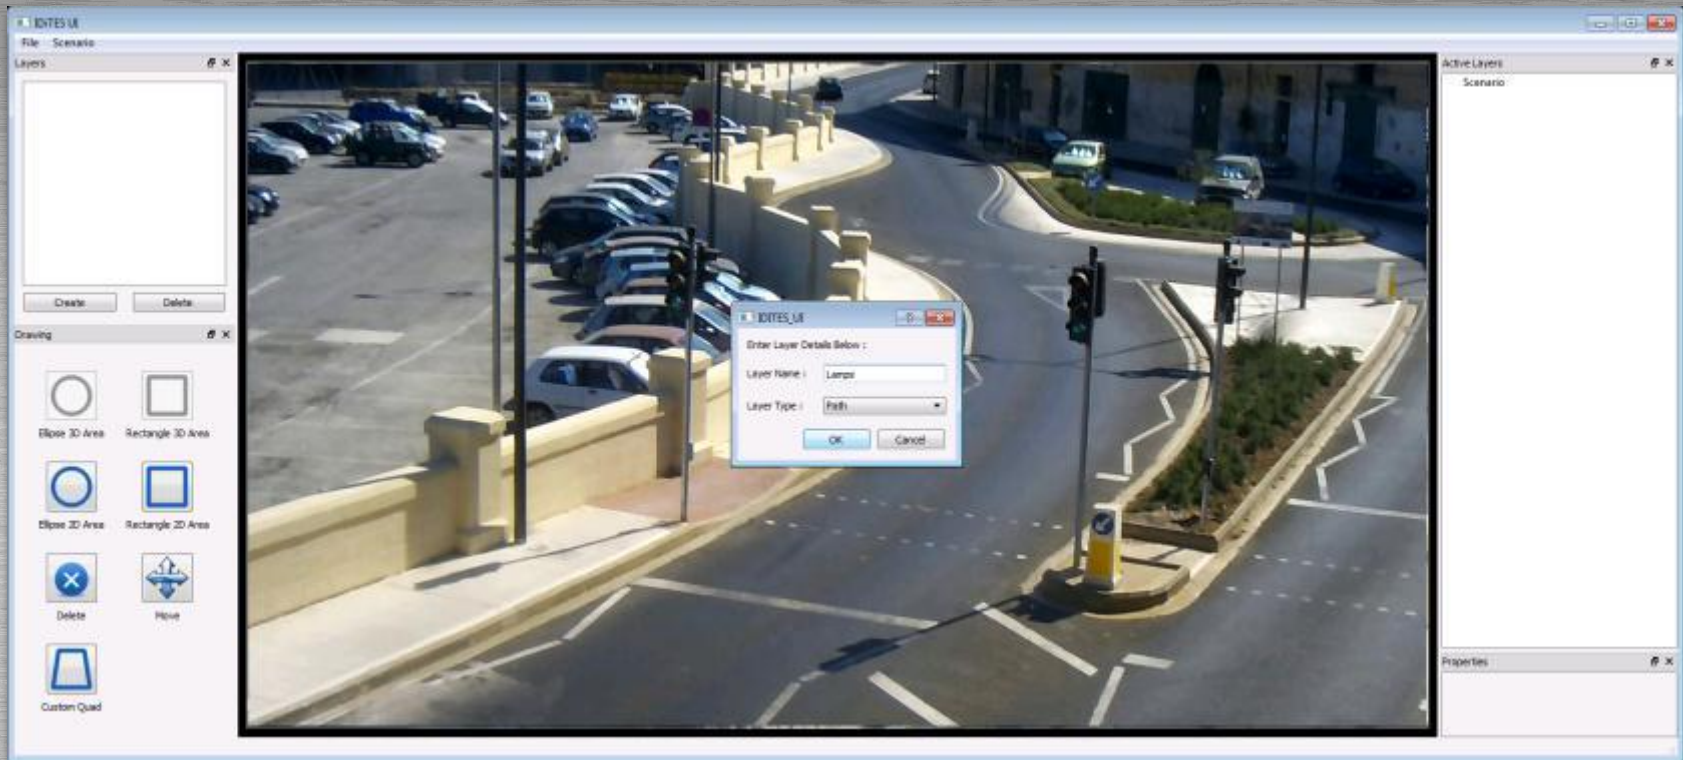 IDITES UI
File Scenario
Layers
Create Delete
Drawing
Ellipse 3D Area Rectangle 3D Area
Ellipse 2D Area Rectangle 2D Area
Delete Move
Custom Quad
IDITES_UI
Enter Layer Details Below :
Layer Name : Lamps
Layer Type : Path
OK Cancel
Active Layers
Scenario
Properties